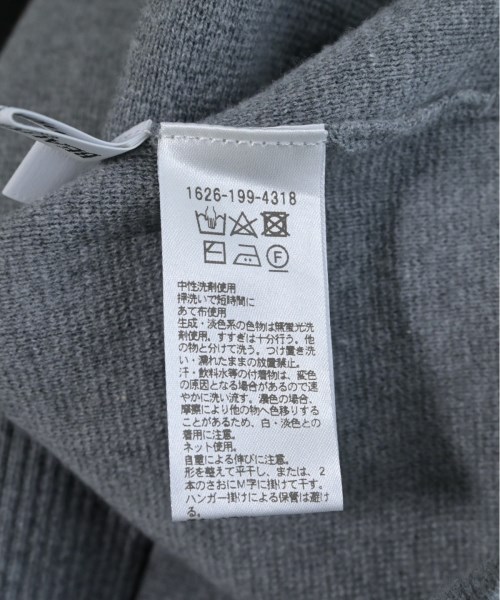 1626-199-4318
F
中性洗剤使用
押洗いで短時間に
あて布使用
生成・淡色系の色物は無蛍光洗
剤使用。すすぎは十分行う。他
の物と分けて洗う。つけ置き洗
い・濡れたままの放置禁止。
汗・飲料水等の付着物は、変色
の原因となる場合があるので速
やかに洗い流す。濃色の場合、
摩擦により他の物へ色移りする
ことがあるため、白・淡色との
着用に注意。
ネット使用。
自重による伸びに注意。
形を整えて平干し、または、2
本のさおにM字に掛けて干す。
ハンガー掛けによる保管は避け
る。